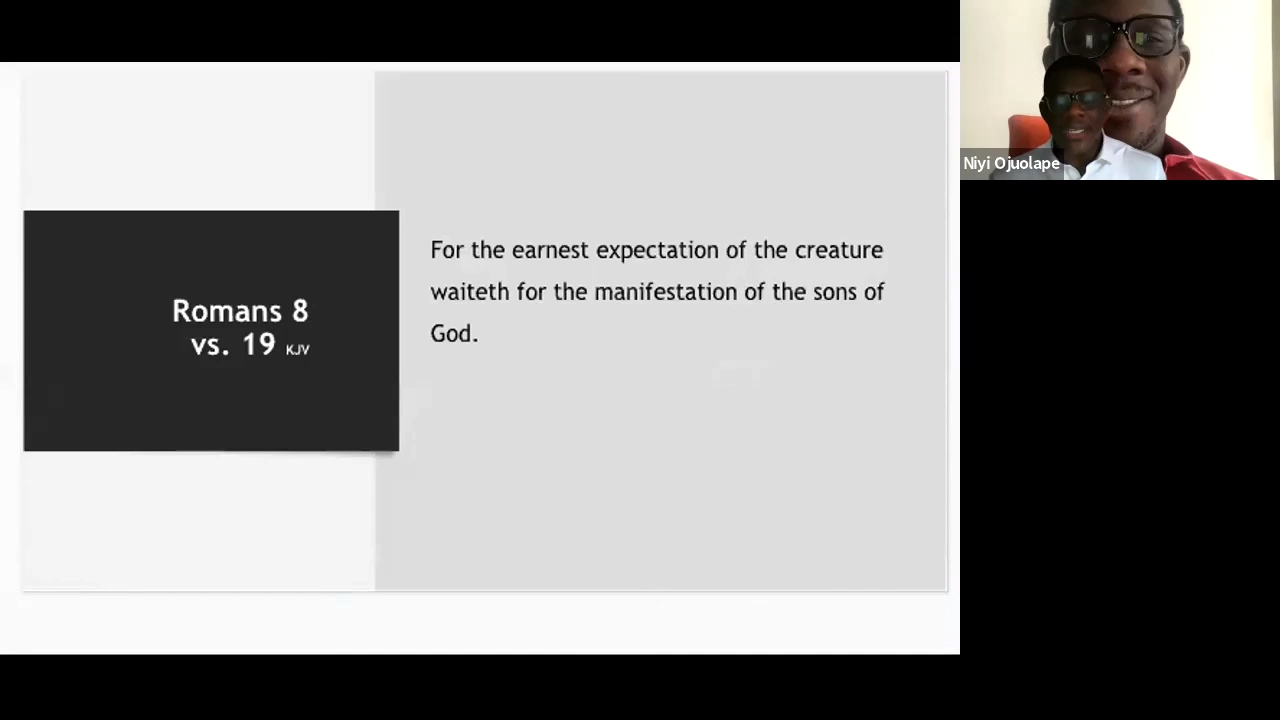 Romans 8
vs. 19 KJV
For the earnest expectation of the creature
waiteth for the manifestation of the sons of
God.
Niyi Ojuolape